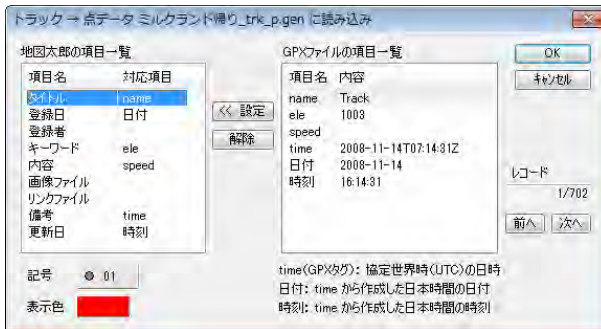 トラック → 点データ ミルクランド帰り_trk_p.gen に読み込み
地図太郎の項目一覧
項目名 対応項目
タイトル name
登録日 日付
登録者
キーワード ele
内容 speed
画像ファイル
リンクファイル
備考 time
更新日 時刻
<< 設定
解除
GPXファイルの項目一覧
項目名 内容
name Track
ele 1003
speed
time 2008-11-14T07:14:31Z
日付 2008-11-14
時刻 16:14:31
OK
キャンセル
レコード
1/702
前へ 次へ
記号 01
表示色
time(GPXタグ): 協定世界時(UTC)の日時
日付: time から作成した日本時間の日付
時刻: time から作成した日本時間の時刻